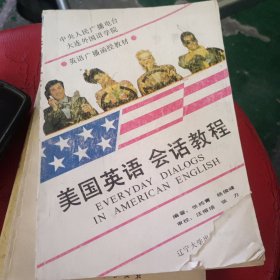 中央人民广播电台
大连外国语学院
英语广播函授教材
美国英语 会话教程
EVERYDAY DIALOGS
IN AMERICAN ENGLISH
编著
审校
辽宁大学出